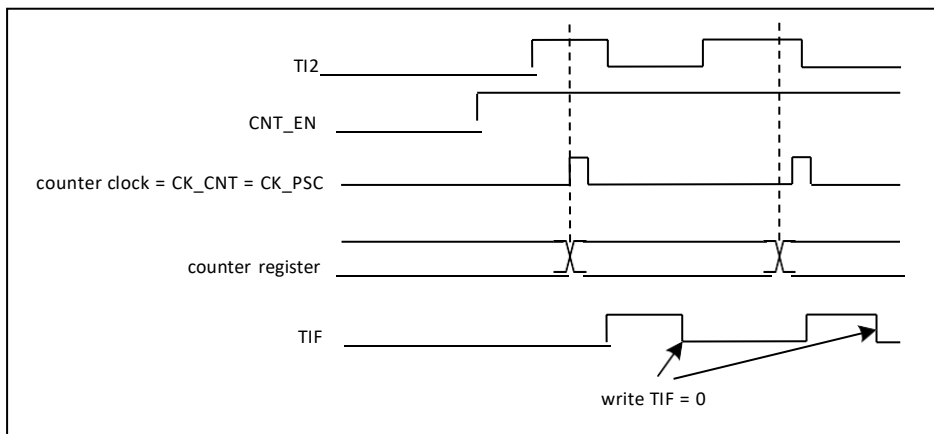 TI2
CNT_EN
counter clock = CK_CNT = CK_PSC
counter register
TIF
write TIF = 0